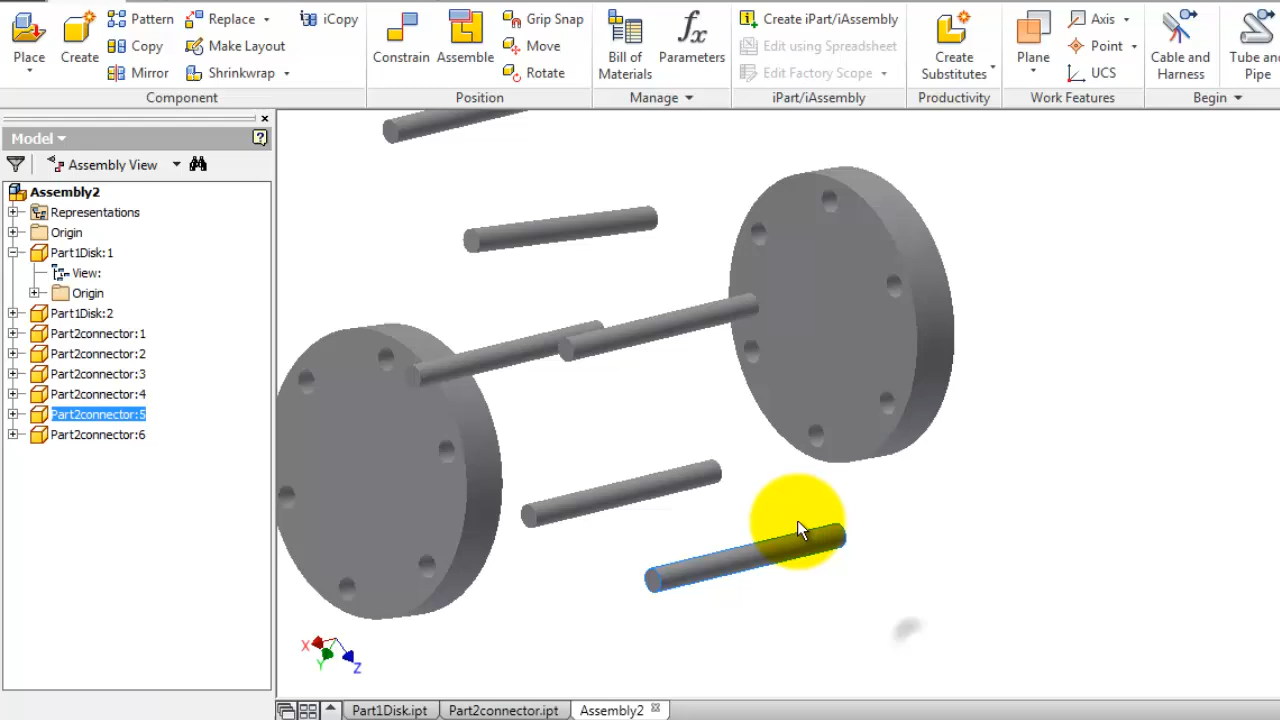 Place
Create
Pattern
Copy
Mirror
Replace
Make Layout
Shrinkwrap
iCopy
Component
Constrain
Assemble
Grip Snap
Move
Rotate
Position
Bill of
Materials
Parameters
Manage
Create iPart/iAssembly
Edit using Spreadsheet
Edit Factory Scope
iPart/iAssembly
Create
Substitutes
Productivity
Plane
Axis
Point
UCS
Work Features
Cable and
Harness
Tube and
Pipe
Begin
Model
Assembly View
Assembly2
Representations
Origin
Part1Disk:1
View:
Origin
Part1Disk:2
Part2connector:1
Part2connector:2
Part2connector:3
Part2connector:4
Part2connector:5
Part2connector:6
X
Y
Z
Part1Disk.ipt
Part2connector.ipt
Assembly2